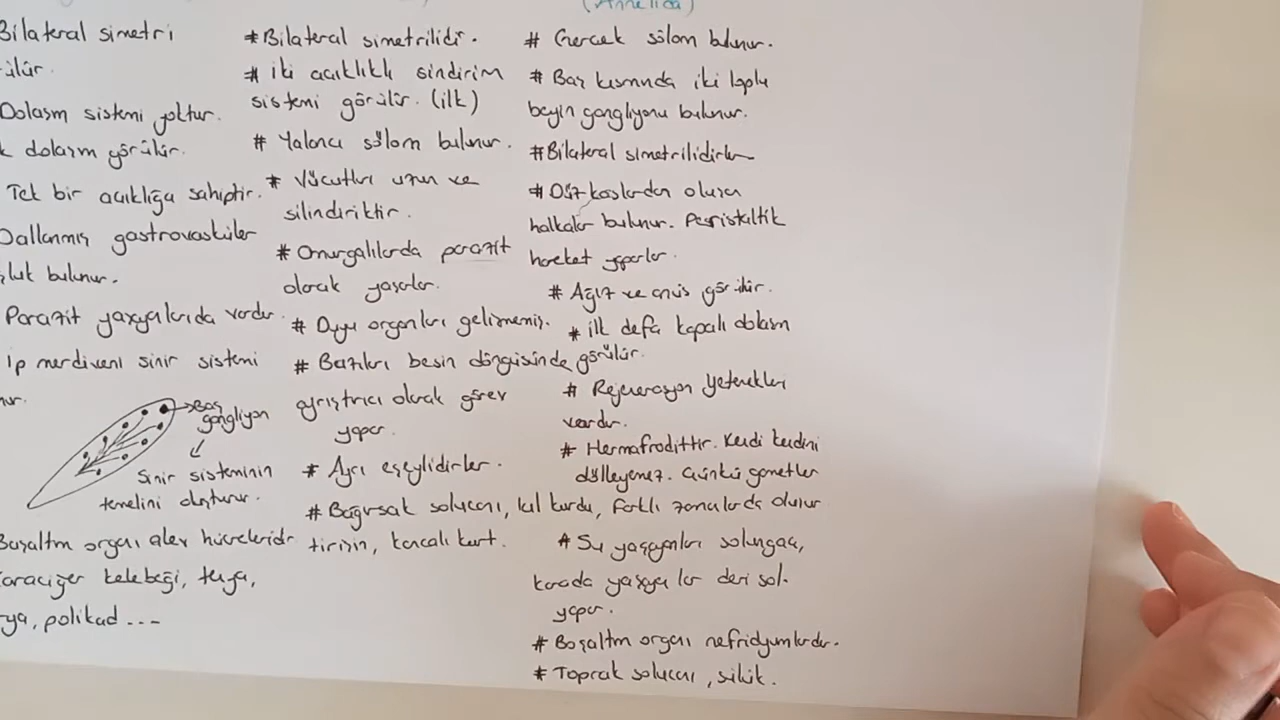 (Annelida)
Bilateral simetri
Dolaşım sistemi yoktur.
dolaşım görülür.
Tek bir açıklığa sahiptir.
Dallanmış gastrovasküler
bulunur.
Parazit yaşayanlarıda vardır.
İp merdiveni sinir sistemi
Baş
gangliyon
Sinir sisteminin
temelini oluşturur.
Boşaltım organı alev hücreleridir
karaciğer kelebeği, tenya,
polikad ---
# Bilateral simetrilidir.
# İki açıklıklı sindirim
sistemi görülür. (ilk)
# Yalancı sölom bulunur.
# Vücutları uzun ve
silindiriktir.
# Omurgalılarda parazit
olarak yaşarlar.
# Duyu organları gelişmemiş.
# Bazıları besin döngüsünde
ayrıştırıcı olarak görev
yapar.
# Ayrı eşeylidirler.
# Bağırsak solucanı, kıl kurdu,
tirişin, kancalı kurt.
# Gerçek sölom bulunur.
# Baş kısmında iki loplu
beyin gangliyonu bulunur.
# Bilateral simetrilidirler
# Düz kaslardan oluşan
halkalar bulunur. Peristaltik
hareket yaparlar.
# Ağız ve anüs görülür.
# İlk defa kapalı dolaşım
görülür.
# Rejenerasyon yetenekleri
vardır.
# Hermafrodittir. Kendi kendini
dölleyemez. Çünkü gametler
farklı zamanlarda oluşur
# Su yaşayanları solungaç,
karada yaşayanlar deri sol.
yapar.
# Boşaltım organı nefridyumlardır.
# Toprak solucanı, sülük.